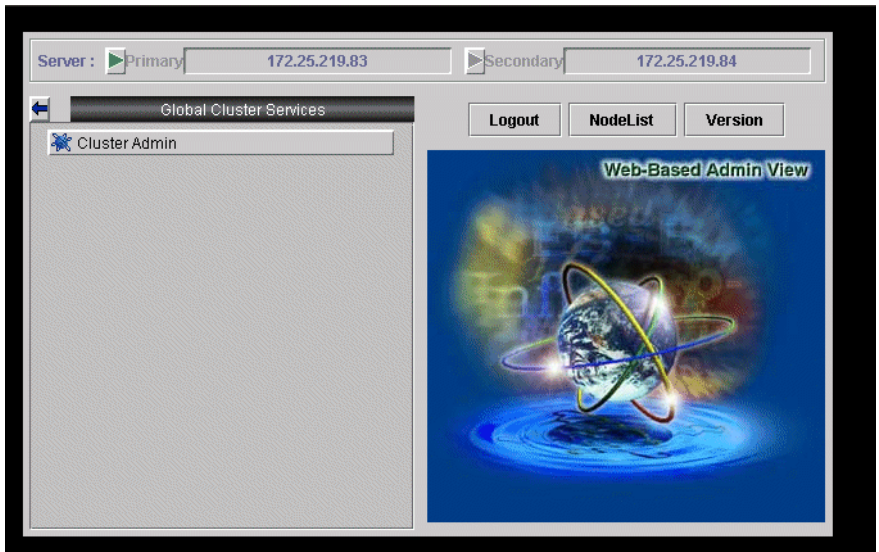 Server : Primary 172.25.219.83 Secondary 172.25.219.84
Global Cluster Services
Logout NodeList Version
Cluster Admin
Web-Based Admin View